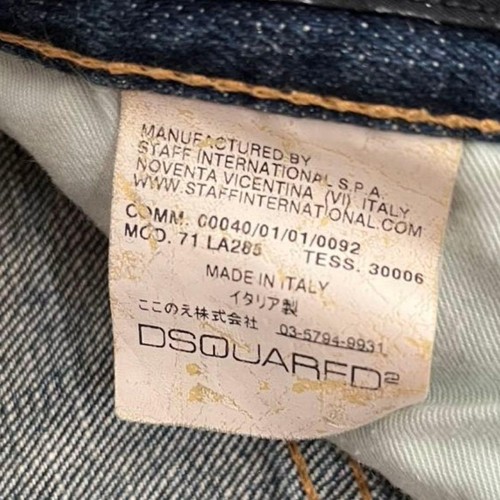 MANUFACTURED BY
STAFF INTERNATIONAL S.P.A.
NOVENTA VICENTINA (VI) ITALY
WWW.STAFFINTERNATIONAL.COM
COMM. 00040/01/01/0092
MOD. 71 LA285 TESS. 30006
MADE IN ITALY
イタリア製
ここのえ株式会社 03-5794-9931
DSQUARED²